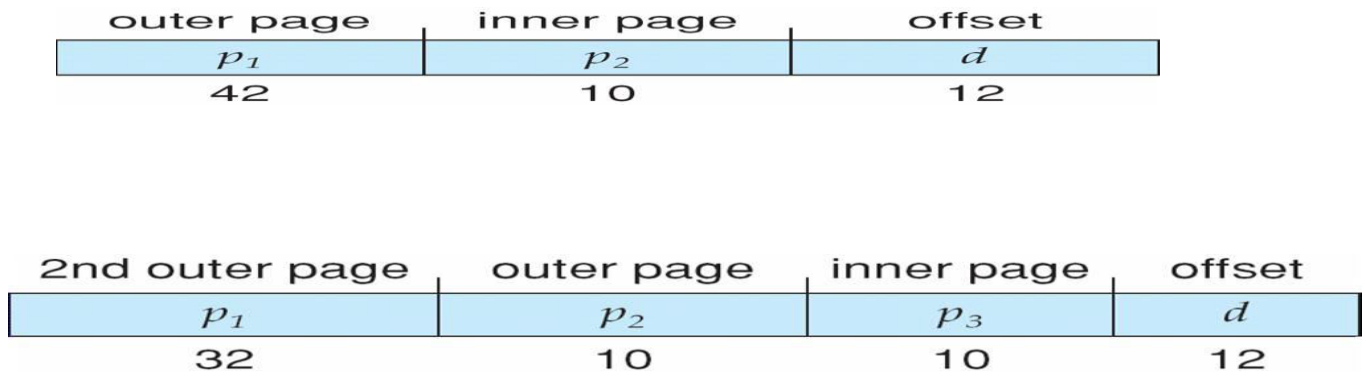 outer page inner page offset
p₁ p₂ d
42 10 12
2nd outer page outer page inner page offset
p₁ p₂ p₃ d
32 10 10 12